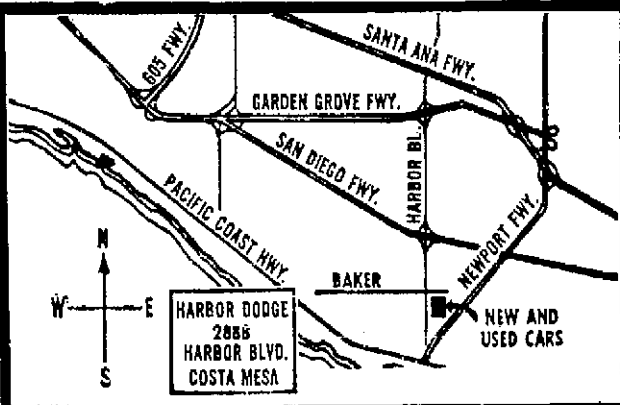 605 FWY.
SANTA ANA FWY.
GARDEN GROVE FWY.
SAN DIEGO FWY.
HARBOR BL.
PACIFIC COAST HWY.
NEWPORT FWY.
N
W E
S
BAKER
HARBOR DODGE
2888
HARBOR BLVD.
COSTA MESA
NEW AND
USED CARS